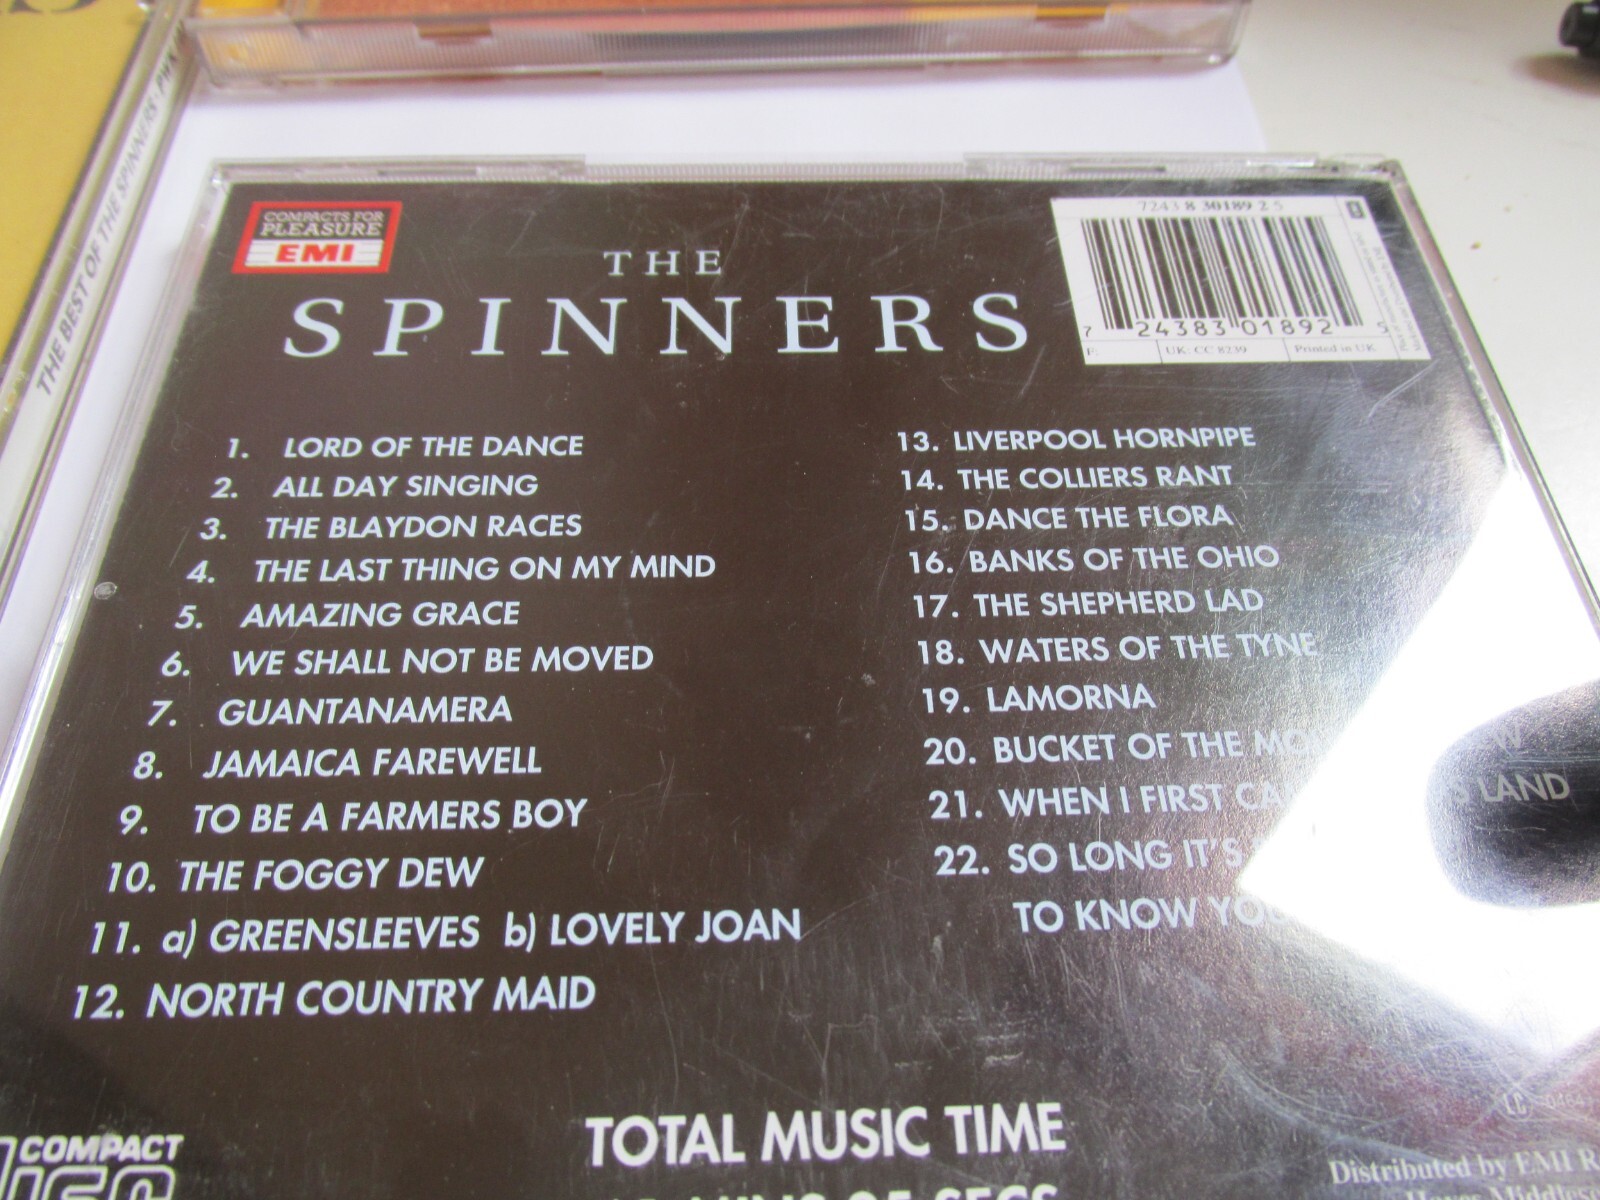 THE BEST OF THE SPINNERS
COMPACTS FOR
PLEASURE
EMI
THE
SPINNERS
7243 8 30189 2 5
7 24383 01892 5
UK: CC 8239
Printed in UK
1. LORD OF THE DANCE
2. ALL DAY SINGING
3. THE BLAYDON RACES
4. THE LAST THING ON MY MIND
5. AMAZING GRACE
6. WE SHALL NOT BE MOVED
7. GUANTANAMERA
8. JAMAICA FAREWELL
9. TO BE A FARMERS BOY
10. THE FOGGY DEW
11. a) GREENSLEEVES b) LOVELY JOAN
12. NORTH COUNTRY MAID
13. LIVERPOOL HORNPIPE
14. THE COLLIERS RANT
15. DANCE THE FLORA
16. BANKS OF THE OHIO
17. THE SHEPHERD LAD
18. WATERS OF THE TYNE
19. LAMORNA
20. BUCKET OF THE
21. WHEN I FIRST LAND
22. SO LONG IT'S
TO KNOW YOU
TOTAL MUSIC TIME
COMPACT
LC 0464
Distributed by EMI